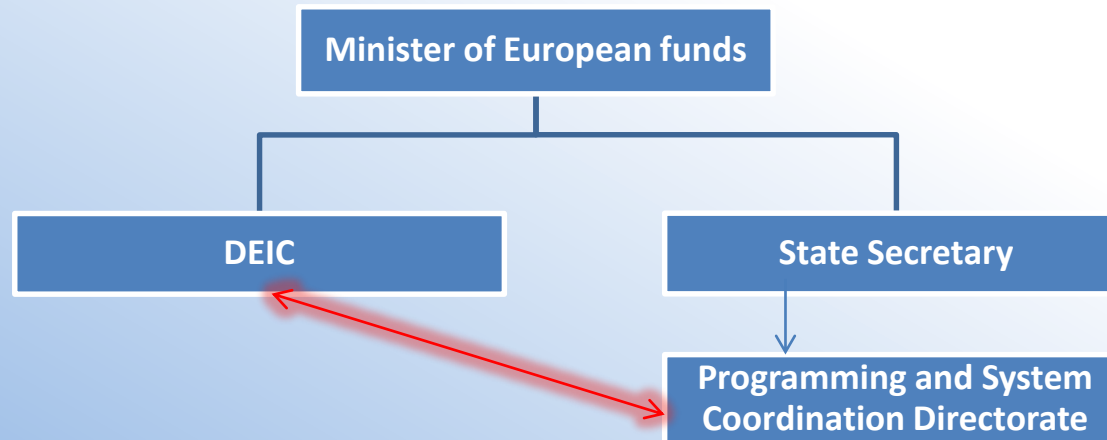 Minister of European funds
DEIC
State Secretary
Programming and System
Coordination Directorate